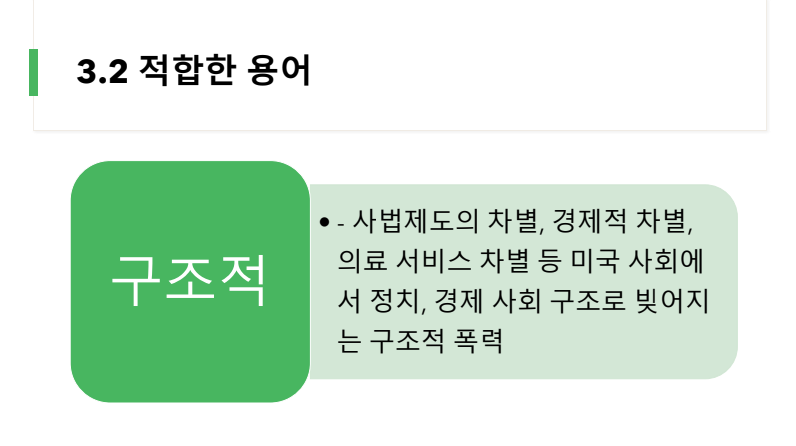 3.2 적합한 용어
구조적
• - 사법제도의 차별, 경제적 차별,
의료 서비스 차별 등 미국 사회에
서 정치, 경제 사회 구조로 빚어지
는 구조적 폭력